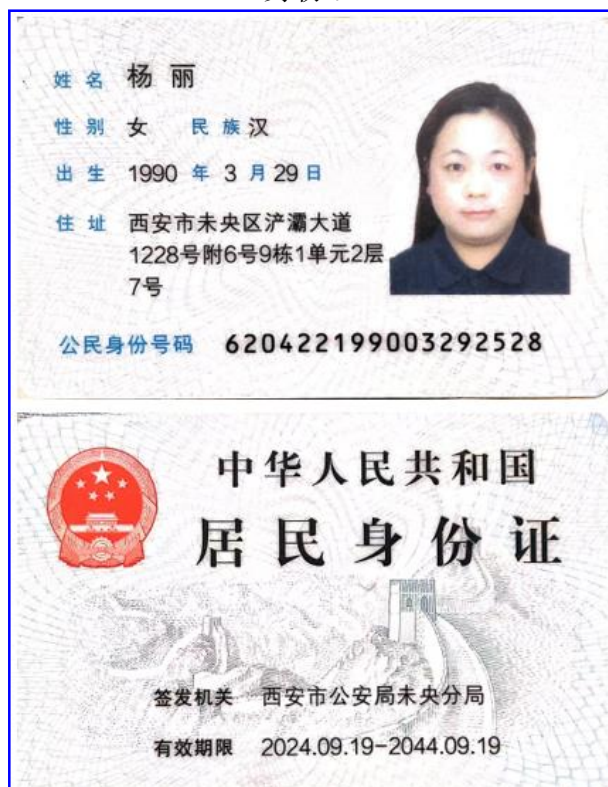 姓名 杨丽
性别 女 民族 汉
出生 1990 年 3 月 29 日
住址 西安市未央区浐灞大道
1228号附6号9栋1单元2层
7号
公民身份号码 620422199003292528
中华人民共和国
居民身份证
签发机关 西安市公安局未央分局
有效期限 2024.09.19-2044.09.19